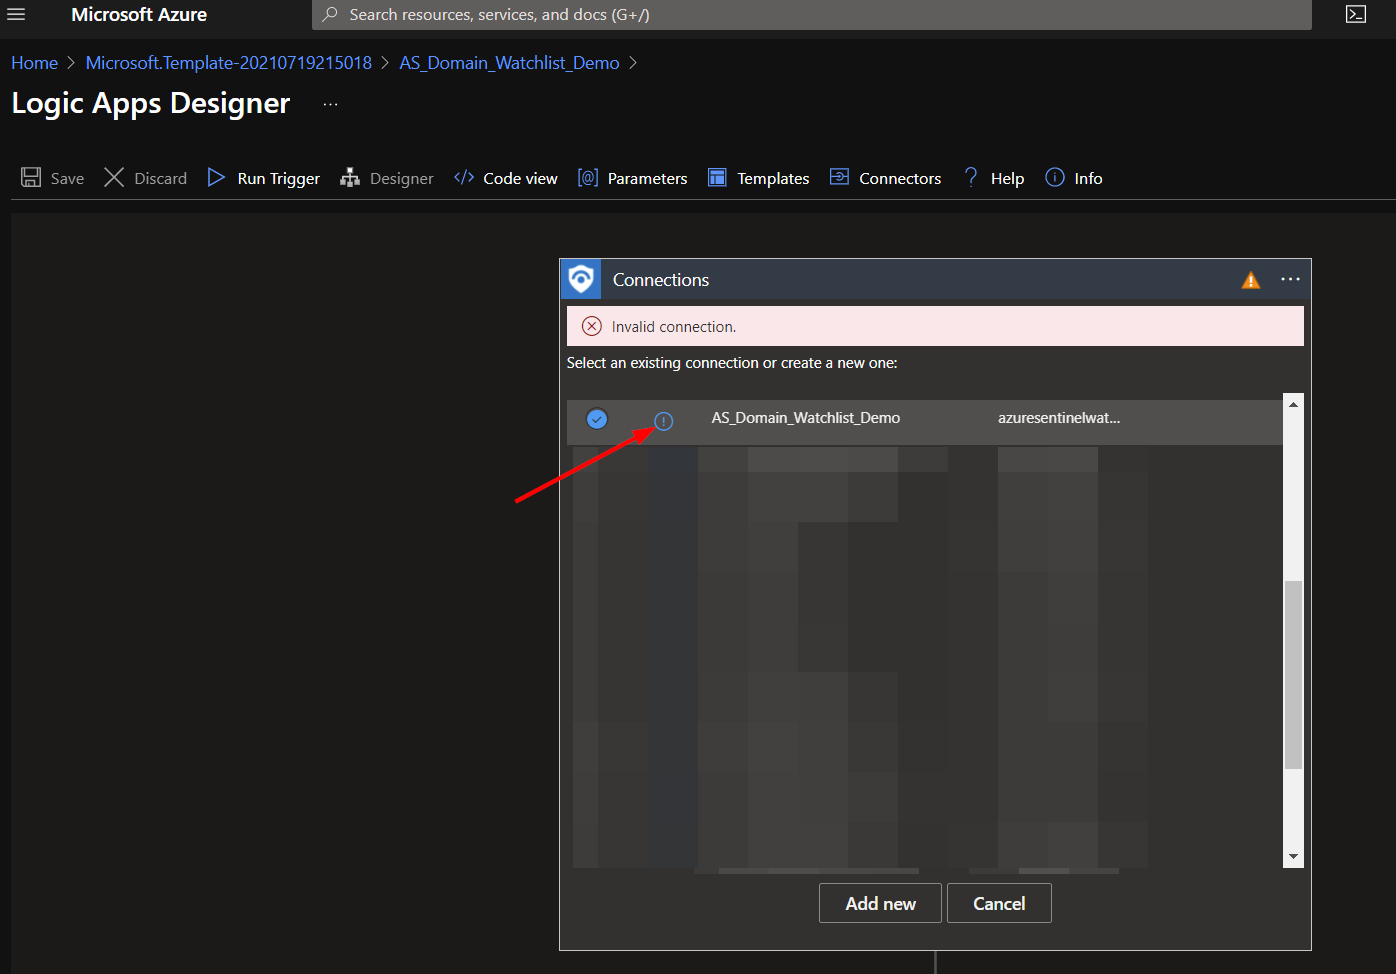 Microsoft Azure
Search resources, services, and docs (G+/)
Home > Microsoft.Template-20210719215018 > AS_Domain_Watchlist_Demo >
Logic Apps Designer ...
Save Discard Run Trigger Designer Code view Parameters Templates Connectors Help Info
Connections
Invalid connection.
Select an existing connection or create a new one:
AS_Domain_Watchlist_Demo azuresentinelwat...
Add new Cancel